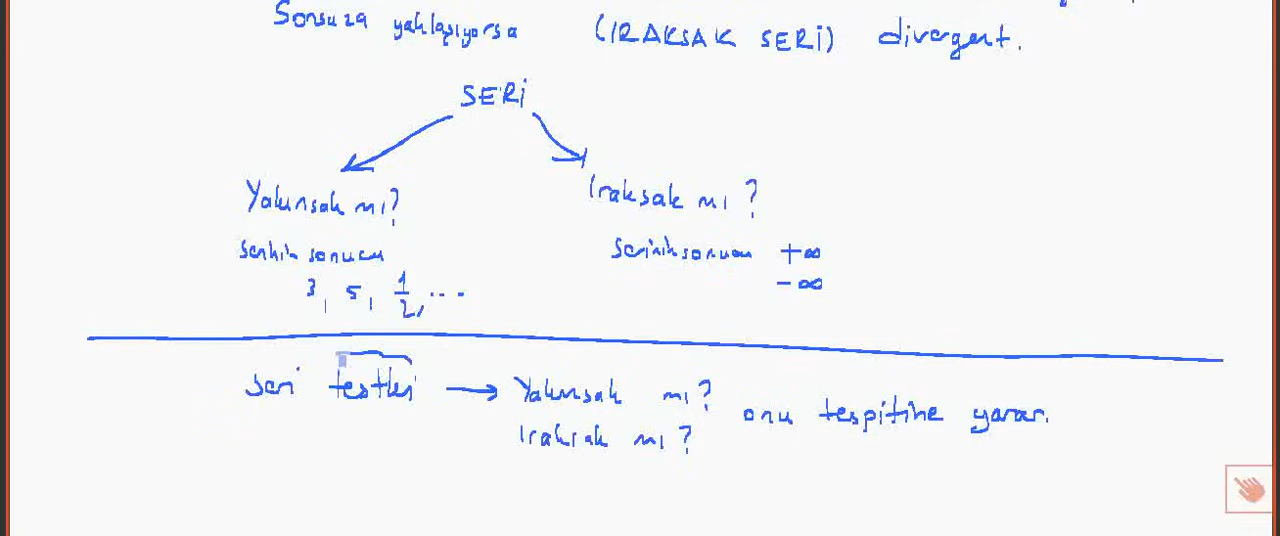 Sonsuza yaklaşıyorsa (IRAKSAK SERİ) divergent.
SERİ
Yakınsak mı? Iraksak mı?
Serinin sonucu Serinin sonucu +∞
3, 5, 1/2, ... -∞
Seri testleri → Yakınsak mı? onu tespitine yarar.
Iraksak mı?